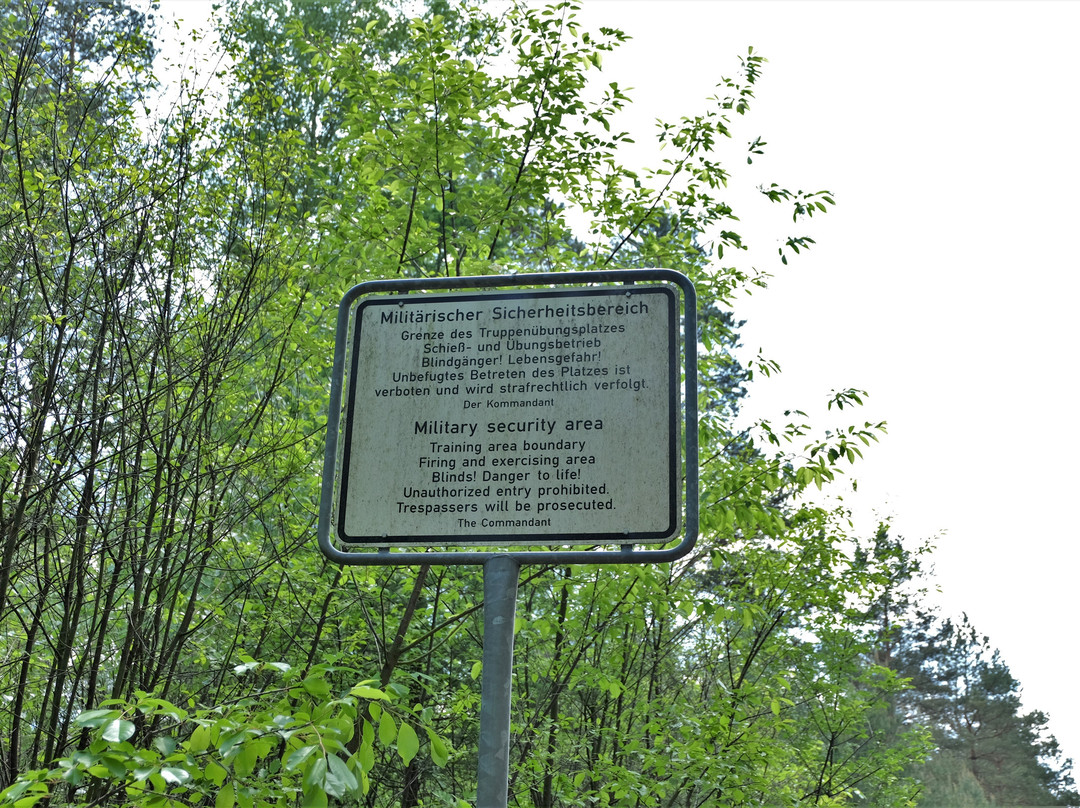 Militärischer Sicherheitsbereich
Grenze des Truppenübungsplatzes
Schieß- und Übungsbetrieb
Blindgänger! Lebensgefahr!
Unbefugtes Betreten des Platzes ist
verboten und wird strafrechtlich verfolgt.
Der Kommandant
Military security area
Training area boundary
Firing and exercising area
Blinds! Danger to life!
Unauthorized entry prohibited.
Trespassers will be prosecuted.
The Commandant